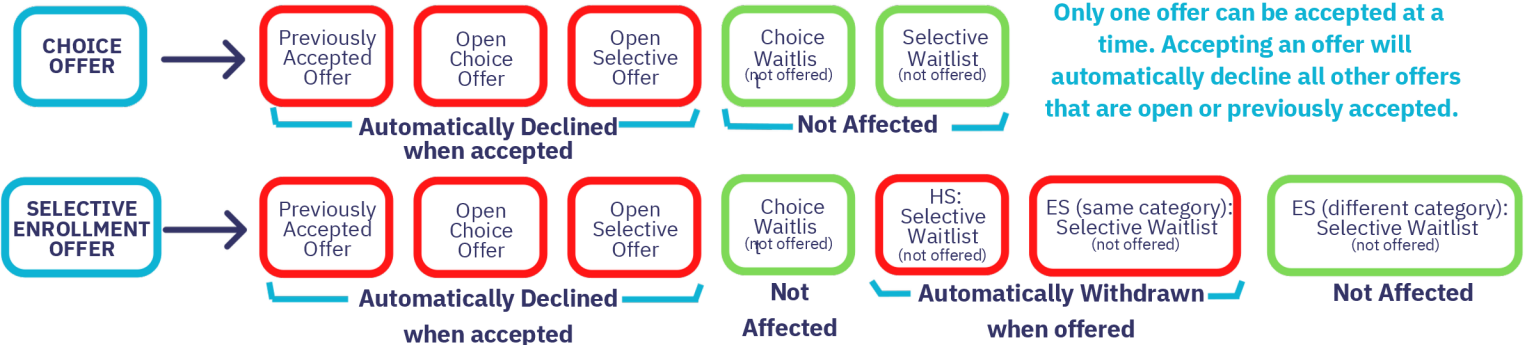 CHOICE
OFFER
Previously
Accepted
Offer
Open
Choice
Offer
Open
Selective
Offer
Choice
Waitlis
t
(not offered)
Selective
Waitlist
(not offered)
Automatically Declined
when accepted
Not Affected
Only one offer can be accepted at a
time. Accepting an offer will
automatically decline all other offers
that are open or previously accepted.
SELECTIVE
ENROLLMENT
OFFER
Previously
Accepted
Offer
Open
Choice
Offer
Open
Selective
Offer
Choice
Waitlis
t
(not offered)
HS:
Selective
Waitlist
(not offered)
ES (same category):
Selective Waitlist
(not offered)
ES (different category):
Selective Waitlist
(not offered)
Automatically Declined
when accepted
Not
Affected
Automatically Withdrawn
when offered
Not Affected